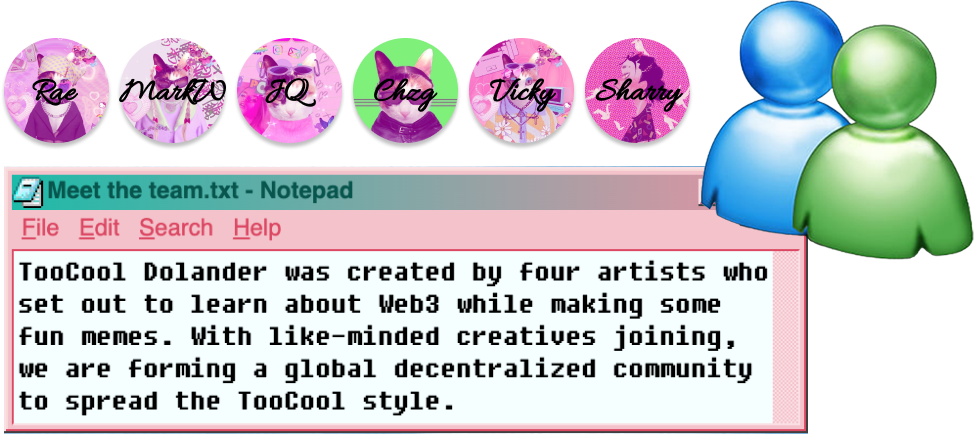 Rae MarkW JQ Chzg Vicky Sharry
Meet the team.txt - Notepad
File Edit Search Help
TooCool Dolander was created by four artists who
set out to learn about Web3 while making some
fun memes. With like-minded creatives joining,
we are forming a global decentralized community
to spread the TooCool style.